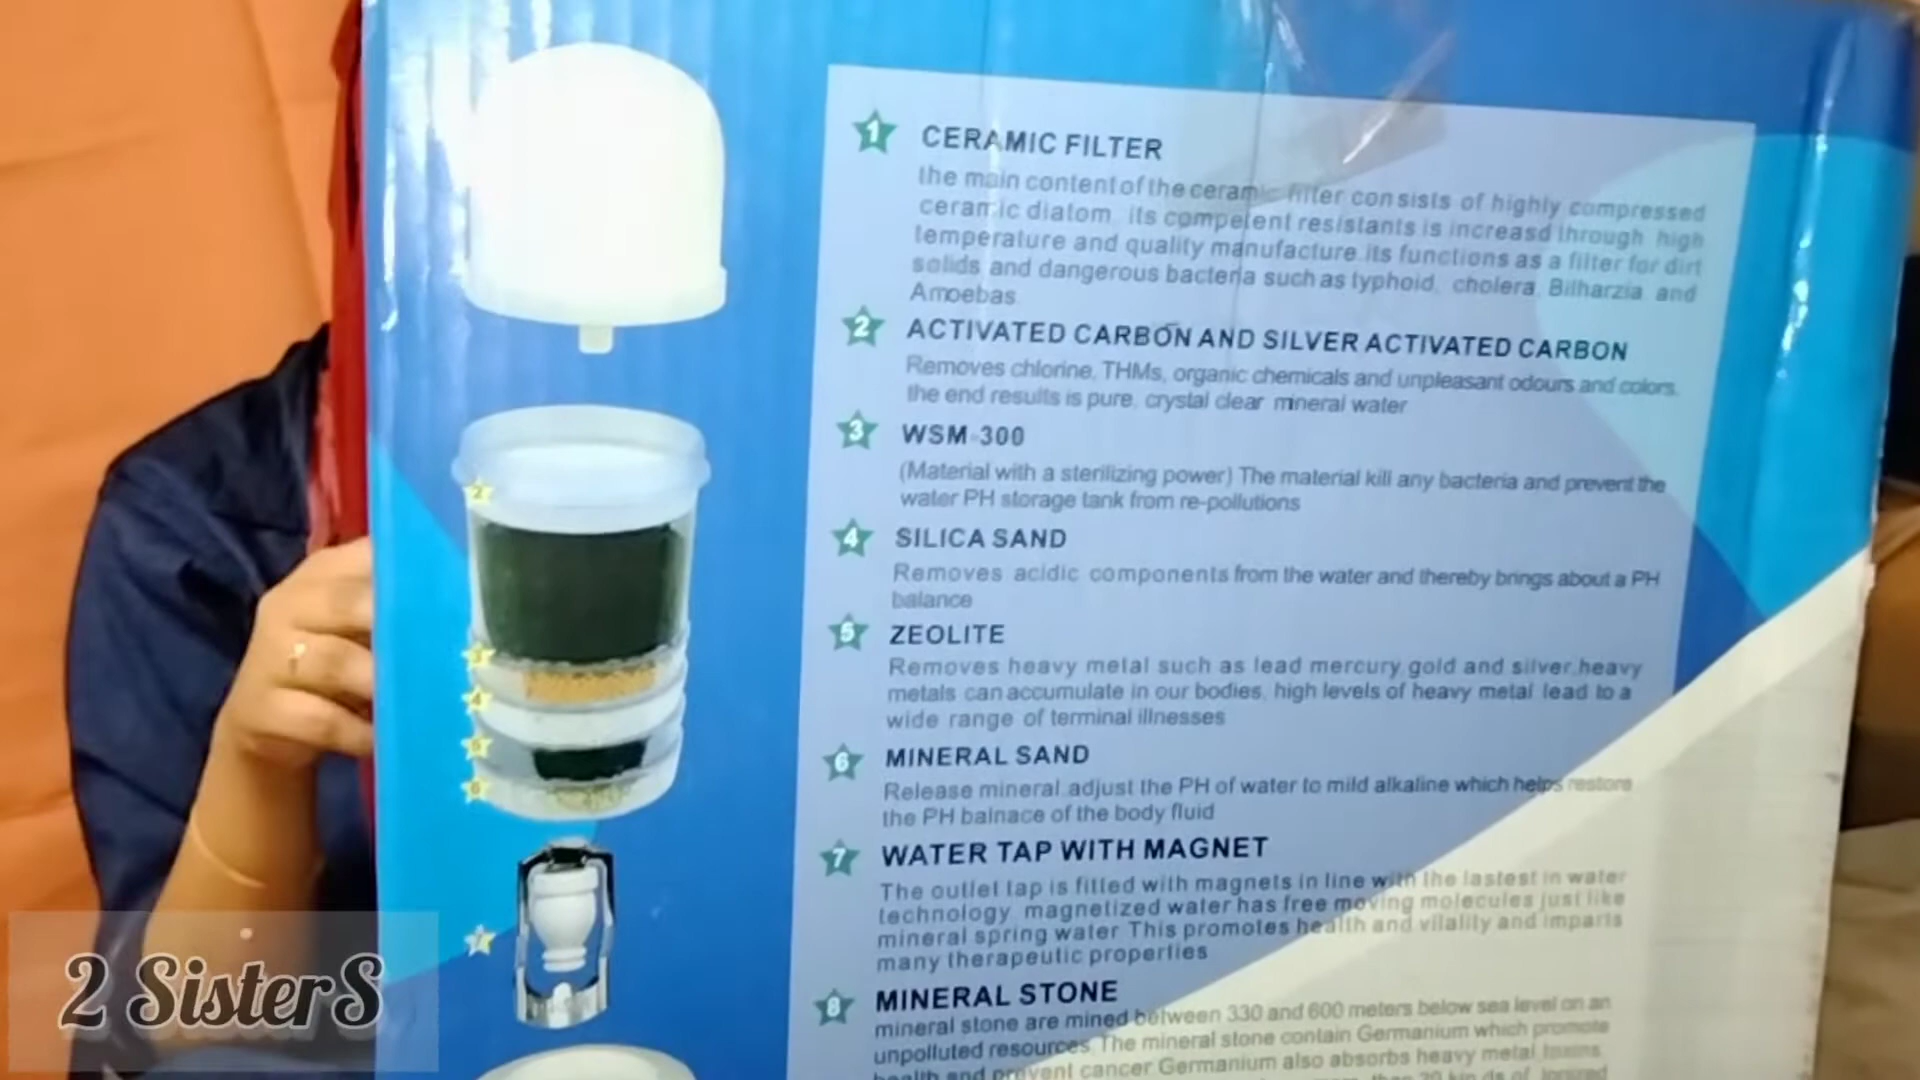 1 CERAMIC FILTER
the main content of the ceramic filter consists of highly compressed
ceramic diatom its competent resistants is increasd through high
temperature and quality manufacture its functions as a filter for dirt
solids and dangerous bacteria such as typhoid, cholera, Bilharzia and
Amoebas
2 ACTIVATED CARBON AND SILVER ACTIVATED CARBON
Removes chlorine, THMs, organic chemicals and unpleasant odours and colors.
the end results is pure, crystal clear mineral water
3 WSM-300
(Material with a sterilizing power) The material kill any bacteria and prevent the
water PH storage tank from re-pollutions
4 SILICA SAND
Removes acidic components from the water and thereby brings about a PH
balance
5 ZEOLITE
Removes heavy metal such as lead mercury gold and silver, heavy
metals can accumulate in our bodies, high levels of heavy metal lead to a
wide range of terminal illnesses
6 MINERAL SAND
Release mineral adjust the PH of water to mild alkaline which helps restore
the PH balnace of the body fluid
7 WATER TAP WITH MAGNET
The outlet tap is fitted with magnets in line with the lastest in water
technology magnetized water has free moving molecules just like
mineral spring water This promotes health and vilality and imparts
many therapeutic properties
8 MINERAL STONE
mineral stone are mined between 330 and 600 meters below sea level on an
unpolluted resources. The mineral stone contain Germanium which promote
health and prevent cancer Germanium also absorbs heavy metal toxins
2
3
4
5
6
7
2 SisterS